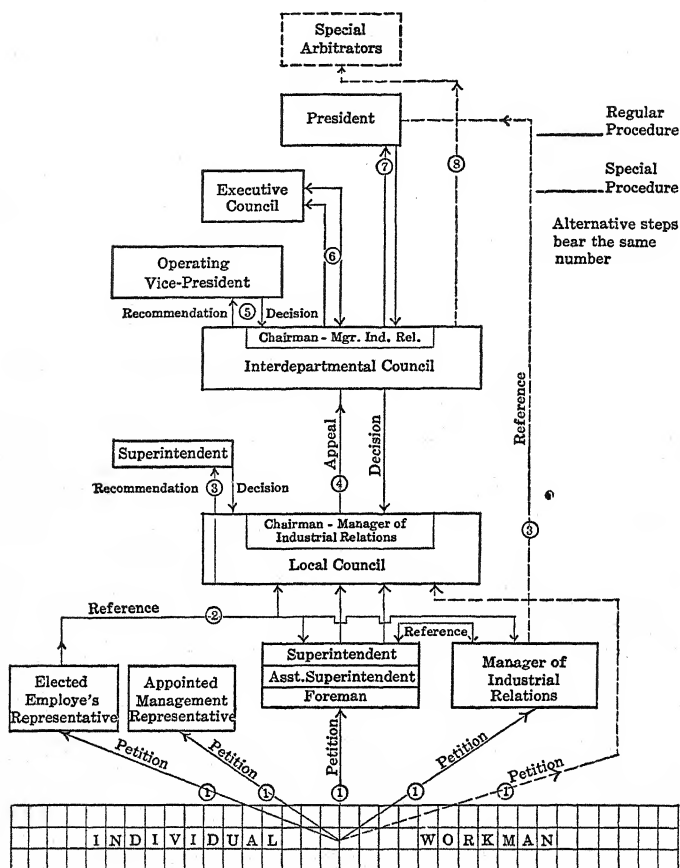 Special
Arbitrators
President
Regular
Procedure
Special
Procedure
Alternative steps
bear the same
number
7
8
Executive
Council
6
Operating
Vice-President
Recommendation 5 Decision
Chairman - Mgr. Ind. Rel.
Interdepartmental Council
Reference
Appeal
Decision
Superintendent
Recommendation 3 Decision
4
Chairman - Manager of
Industrial Relations
Local Council
3
Reference
2
Reference
Elected
Employe's
Representative
Appointed
Management
Representative
Superintendent
Asst. Superintendent
Foreman
Manager of
Industrial
Relations
Petition
Petition
Petition
Petition
Petition
1
1
1
1
1
INDIVIDUAL WORKMAN